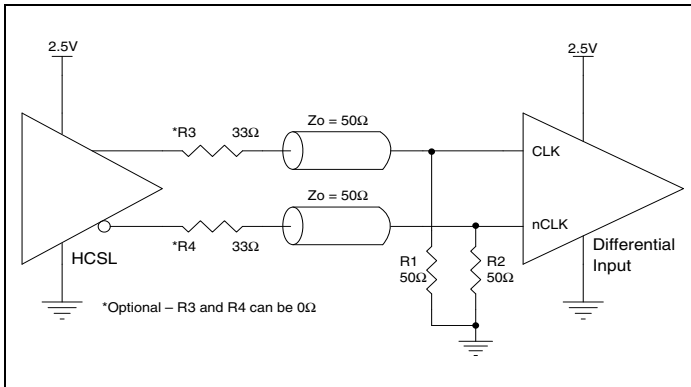 2.5V
2.5V
*R3 33Ω
Zo = 50Ω
CLK
Zo = 50Ω
nCLK
*R4 33Ω
HCSL
R1
50Ω
R2
50Ω
Differential
Input
*Optional – R3 and R4 can be 0Ω